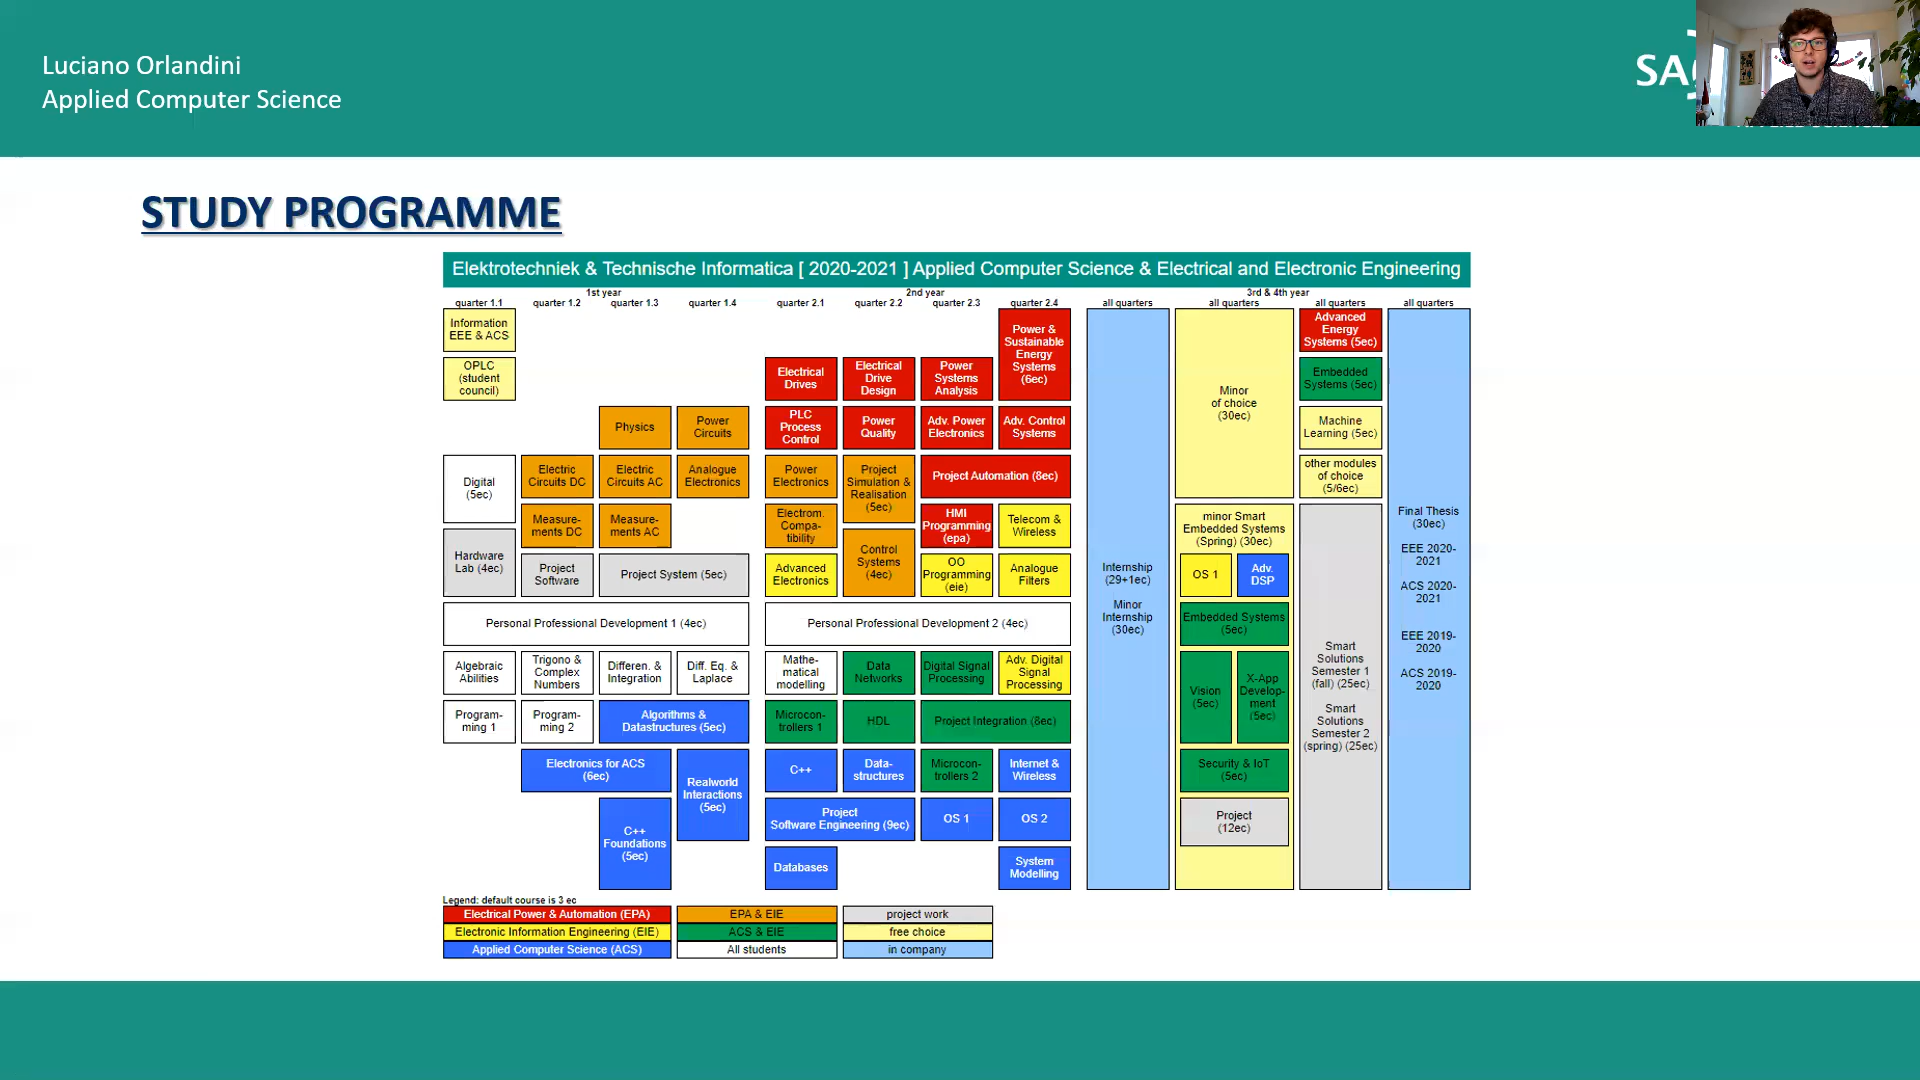 Luciano Orlandini
Applied Computer Science
SA
STUDY PROGRAMME
Elektrotechniek & Technische Informatica [ 2020-2021 ] Applied Computer Science & Electrical and Electronic Engineering
1st year
2nd year
3rd & 4th year
quarter 1.1
quarter 1.2
quarter 1.3
quarter 1.4
quarter 2.1
quarter 2.2
quarter 2.3
quarter 2.4
all quarters
all quarters
all quarters
all quarters
Information
EEE & ACS
OPLC
(student
council)
Digital
(5ec)
Hardware
Lab (4ec)
Electric
Circuits DC
Measure-
ments DC
Project
Software
Physics
Electric
Circuits AC
Measure-
ments AC
Project System (5ec)
Power
Circuits
Analogue
Electronics
Personal Professional Development 1 (4ec)
Algebraic
Abilities
Trigono &
Complex
Numbers
Differen. &
Integration
Diff. Eq. &
Laplace
Program-
ming 1
Program-
ming 2
Algorithms &
Datastructures (5ec)
Electronics for ACS
(6ec)
Realworld
Interactions
(5ec)
C++
Foundations
(5ec)
Electrical
Drives
Electrical
Drive
Design
Power
Systems
Analysis
Power &
Sustainable
Energy
Systems
(6ec)
PLC
Process
Control
Power
Quality
Adv. Power
Electronics
Adv. Control
Systems
Power
Electronics
Project
Simulation &
Realisation
(5ec)
Project Automation (8ec)
Electrom.
Compa-
tibility
Control
Systems
(4ec)
HMI
Programming
(epa)
Telecom &
Wireless
Advanced
Electronics
OO
Programming
(eie)
Analogue
Filters
Personal Professional Development 2 (4ec)
Mathe-
matical
modelling
Data
Networks
Digital Signal
Processing
Adv. Digital
Signal
Processing
Microcon-
trollers 1
HDL
Project Integration (8ec)
C++
Data-
structures
Microcon-
trollers 2
Internet &
Wireless
Project
Software Engineering (9ec)
OS 1
OS 2
Databases
System
Modelling
Internship
(29+1ec)
Minor
Internship
(30ec)
Minor
of choice
(30ec)
minor Smart
Embedded Systems
(Spring) (30ec)
OS 1
Adv.
DSP
Embedded Systems
(5ec)
Vision
(5ec)
X-App
Develop-
ment
(5ec)
Security & IoT
(5ec)
Project
(12ec)
Advanced
Energy
Systems (5ec)
Embedded
Systems (5ec)
Machine
Learning (5ec)
other modules
of choice
(5/6ec)
Smart
Solutions
Semester 1
(fall) (25ec)
Smart
Solutions
Semester 2
(spring) (25ec)
Final Thesis
(30ec)
EEE 2020-
2021
ACS 2020-
2021
EEE 2019-
2020
ACS 2019-
2020
Legend: default course is 3 ec
Electrical Power & Automation (EPA)
EPA & EIE
project work
Electronic Information Engineering (EIE)
ACS & EIE
free choice
Applied Computer Science (ACS)
All students
in company